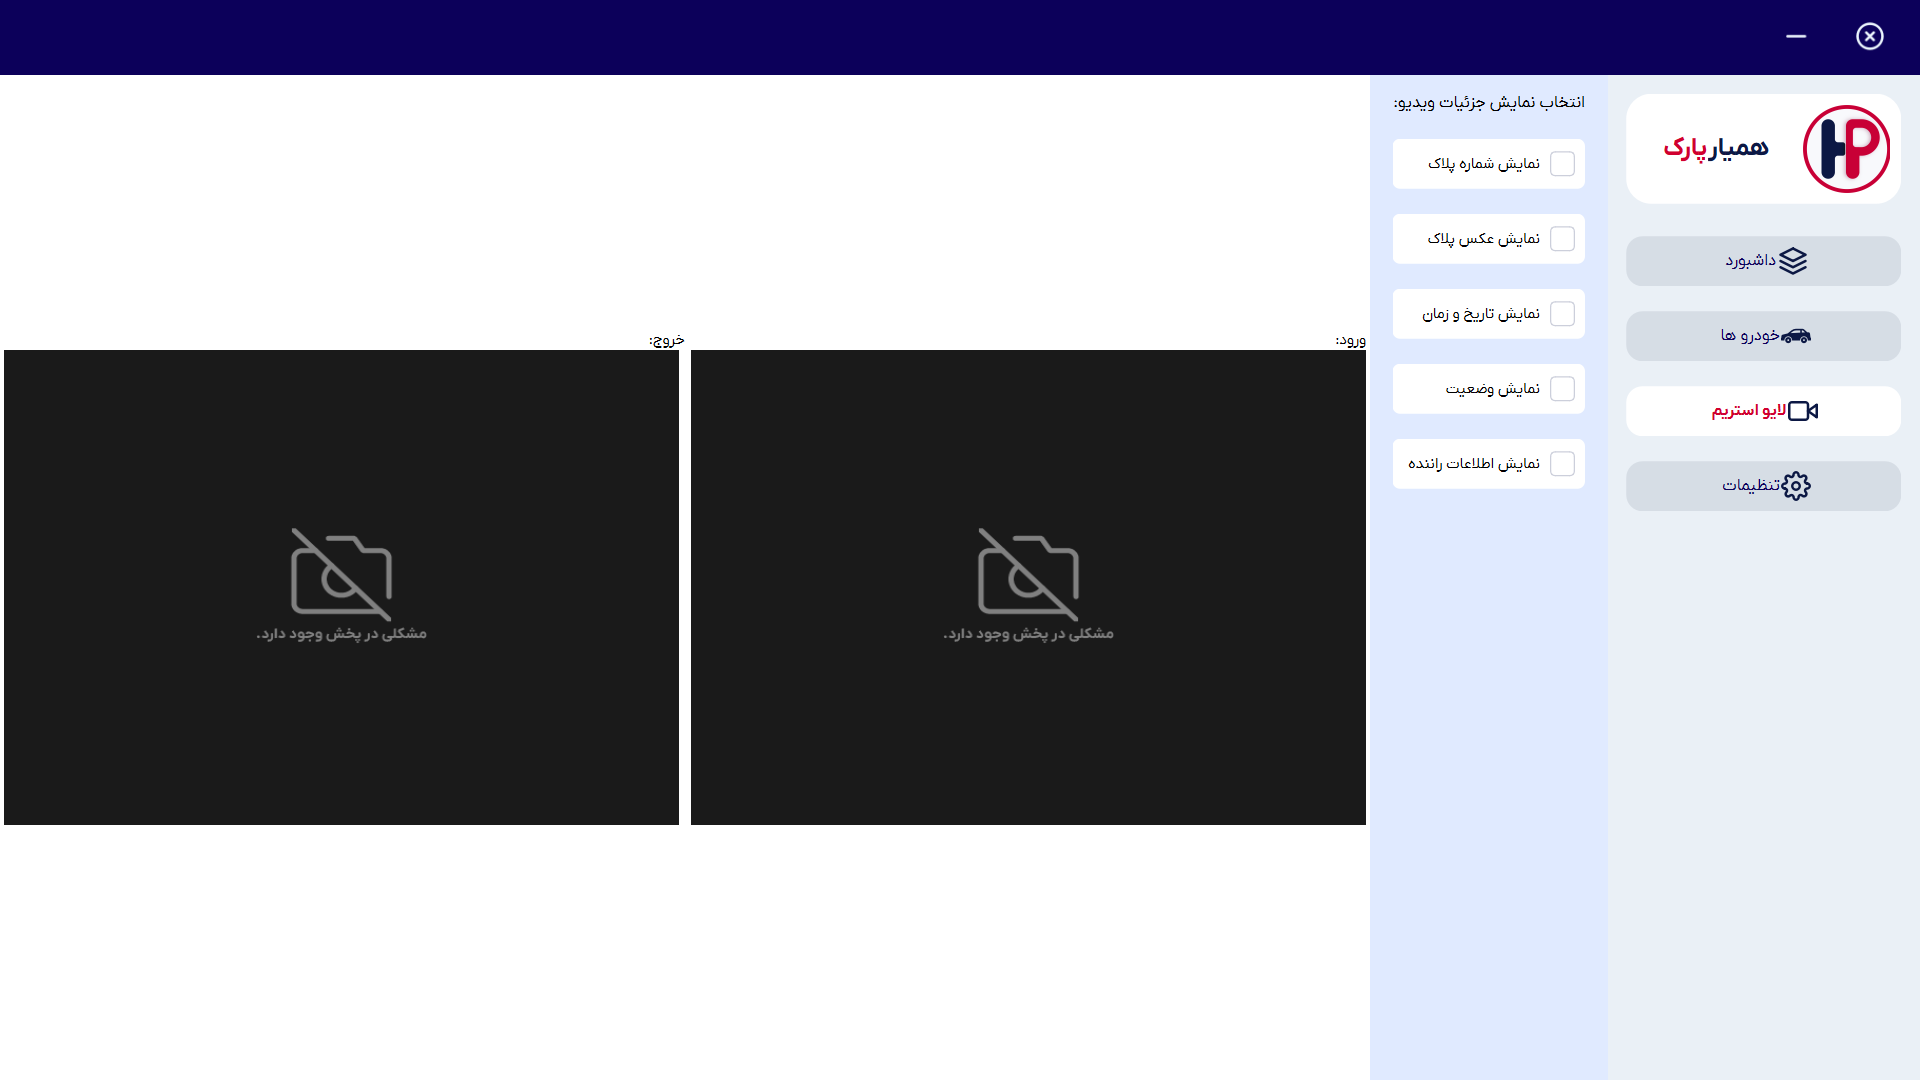 همیارپارک
داشبورد
خودرو ها
لایو استریم
تنظیمات
انتخاب نمایش جزئیات ویدیو:
نمایش شماره پلاک
نمایش عکس پلاک
نمایش تاریخ و زمان
نمایش وضعیت
نمایش اطلاعات راننده
ورود:
مشکلی در پخش وجود دارد.
خروج:
مشکلی در پخش وجود دارد.